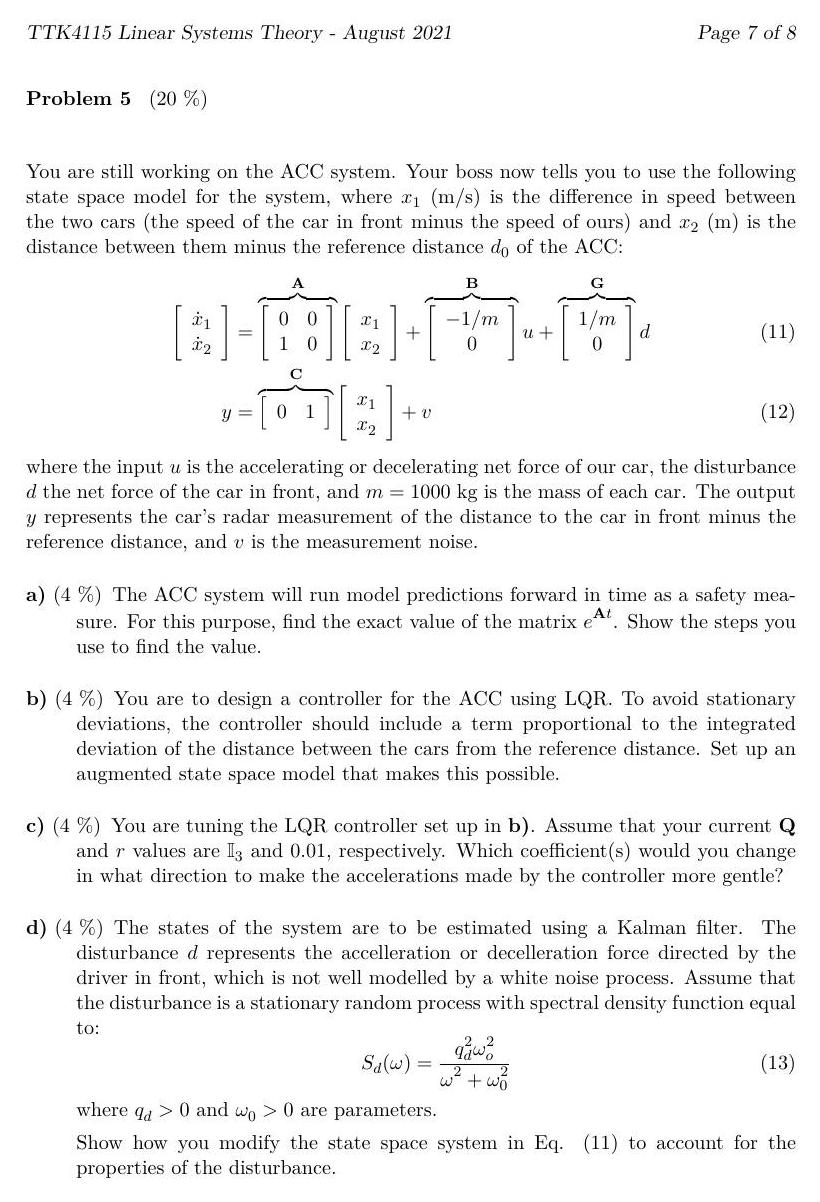 TTK4115 Linear Systems Theory - August 2021 Page 7 of 8
Problem 5 (20 %)
You are still working on the ACC system. Your boss now tells you to use the following
state space model for the system, where x₁ (m/s) is the difference in speed between
the two cars (the speed of the car in front minus the speed of ours) and x₂ (m) is the
distance between them minus the reference distance d₀ of the ACC:
A B G
[ẋ₁; ẋ₂] = [0 0; 1 0] [x₁; x₂] + [−1/m; 0] u + [1/m; 0] d (11)
C
y = [0 1] [x₁; x₂] + v (12)
where the input u is the accelerating or decelerating net force of our car, the disturbance
d the net force of the car in front, and m = 1000 kg is the mass of each car. The output
y represents the car's radar measurement of the distance to the car in front minus the
reference distance, and v is the measurement noise.
a) (4 %) The ACC system will run model predictions forward in time as a safety mea-
sure. For this purpose, find the exact value of the matrix e^{At}. Show the steps you
use to find the value.
b) (4 %) You are to design a controller for the ACC using LQR. To avoid stationary
deviations, the controller should include a term proportional to the integrated
deviation of the distance between the cars from the reference distance. Set up an
augmented state space model that makes this possible.
c) (4 %) You are tuning the LQR controller set up in b). Assume that your current Q
and r values are 𝕀₃ and 0.01, respectively. Which coefficient(s) would you change
in what direction to make the accelerations made by the controller more gentle?
d) (4 %) The states of the system are to be estimated using a Kalman filter. The
disturbance d represents the accelleration or decelleration force directed by the
driver in front, which is not well modelled by a white noise process. Assume that
the disturbance is a stationary random process with spectral density function equal
to:
S_d(ω) = q_d²ω_o² / (ω² + ω₀²) (13)
where q_d > 0 and ω₀ > 0 are parameters.
Show how you modify the state space system in Eq. (11) to account for the
properties of the disturbance.